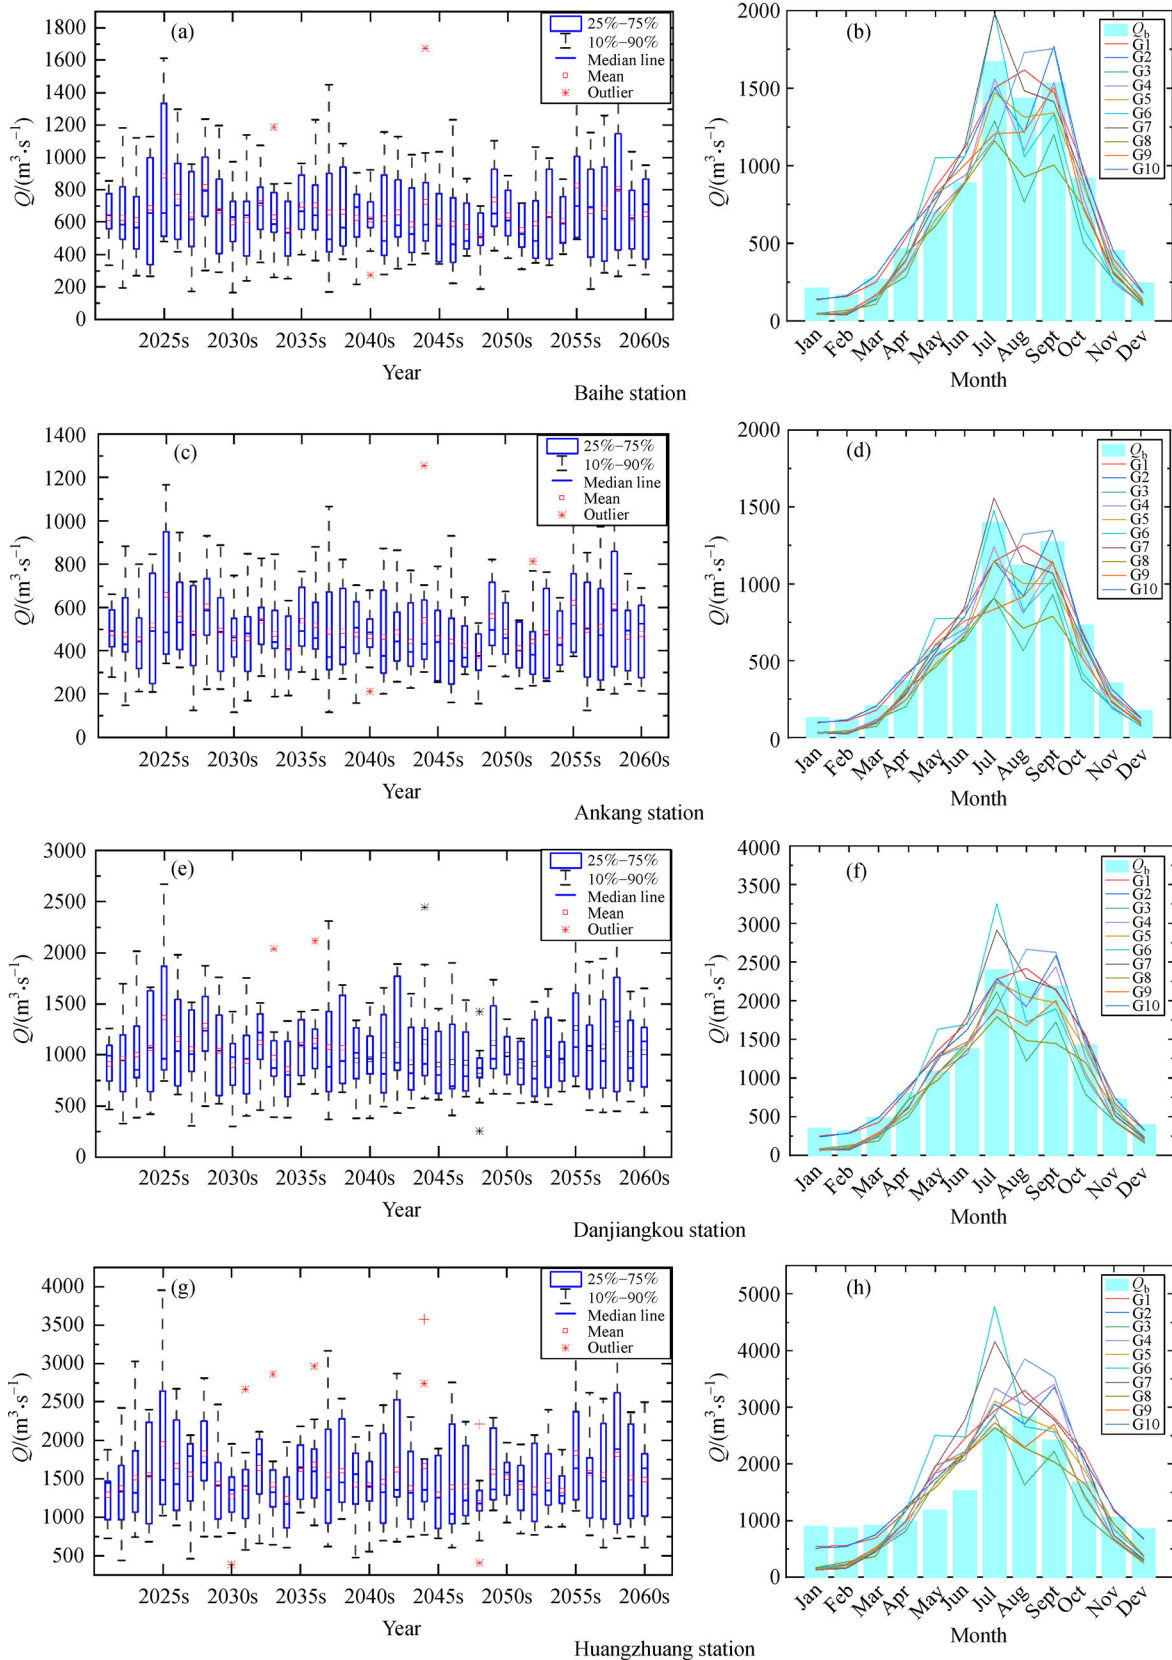 (a)
25%−75%
10%−90%
Median line
Mean
Outlier
Q/(m³·s⁻¹)
1800
1600
1400
1200
1000
800
600
400
200
0
2025s 2030s 2035s 2040s 2045s 2050s 2055s 2060s
Year
(b)
Q_b
G1
G2
G3
G4
G5
G6
G7
G8
G9
G10
2000
1500
1000
500
0
Jan Feb Mar Apr May Jun Jul Aug Sept Oct Nov Dev
Month
Baihe station
(c)
25%−75%
10%−90%
Median line
Mean
Outlier
Q/(m³·s⁻¹)
1400
1200
1000
800
600
400
200
0
2025s 2030s 2035s 2040s 2045s 2050s 2055s 2060s
Year
(d)
Q_b
G1
G2
G3
G4
G5
G6
G7
G8
G9
G10
2000
1500
1000
500
0
Jan Feb Mar Apr May Jun Jul Aug Sept Oct Nov Dev
Month
Ankang station
(e)
25%−75%
10%−90%
Median line
Mean
Outlier
Q/(m³·s⁻¹)
3000
2500
2000
1500
1000
500
0
2025s 2030s 2035s 2040s 2045s 2050s 2055s 2060s
Year
(f)
Q_b
G1
G2
G3
G4
G5
G6
G7
G8
G9
G10
4000
3500
3000
2500
2000
1500
1000
500
0
Jan Feb Mar Apr May Jun Jul Aug Sept Oct Nov Dev
Month
Danjiangkou station
(g)
25%−75%
10%−90%
Median line
Mean
Outlier
Q/(m³·s⁻¹)
4000
3500
3000
2500
2000
1500
1000
500
2025s 2030s 2035s 2040s 2045s 2050s 2055s 2060s
Year
(h)
Q_b
G1
G2
G3
G4
G5
G6
G7
G8
G9
G10
5000
4000
3000
2000
1000
0
Jan Feb Mar Apr May Jun Jul Aug Sept Oct Nov Dev
Month
Huangzhuang station